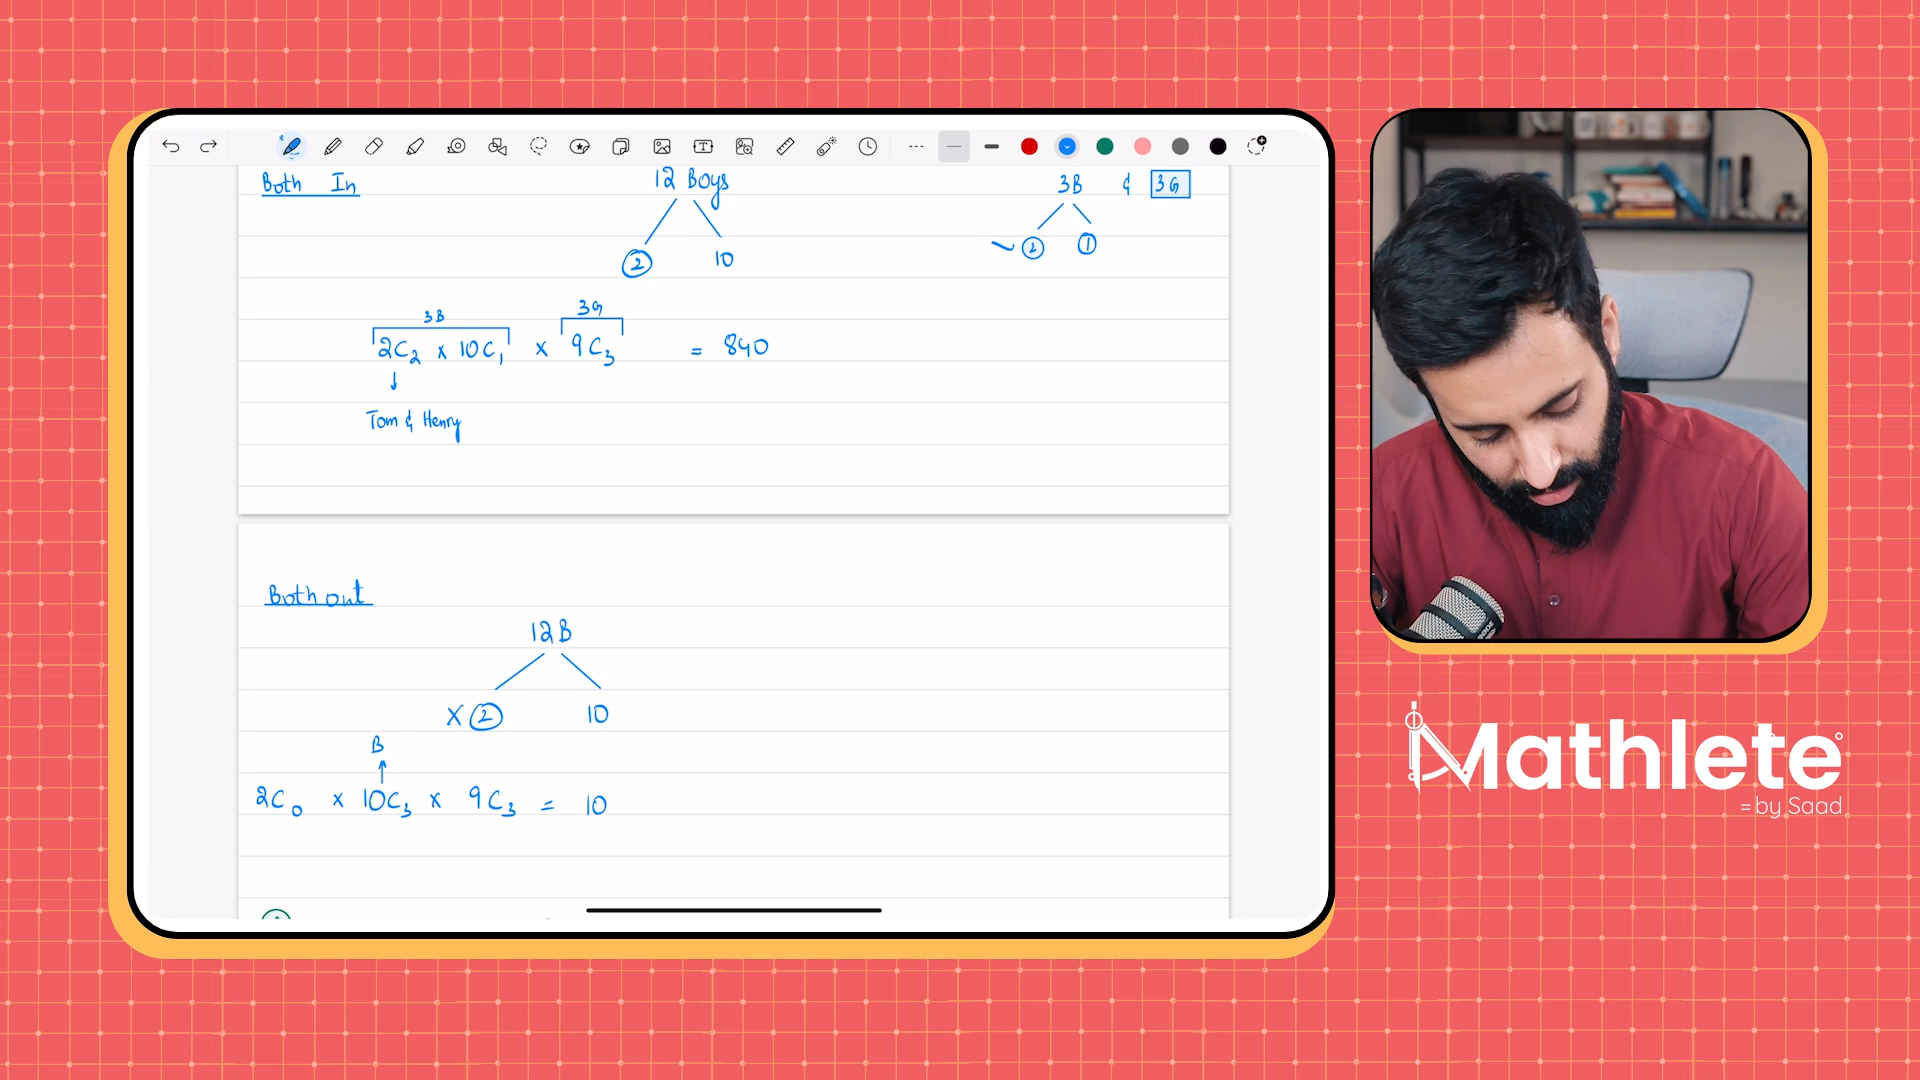 Both In
12 Boys
3B & 3G
2 10
2 1
3B 3G
2C2 x 10C1 x 9C3 = 840
Tom & Henry
Both out
12B
X 2 10
B
2C0 x 10C3 x 9C3 = 10
Mathlete
= by Saad